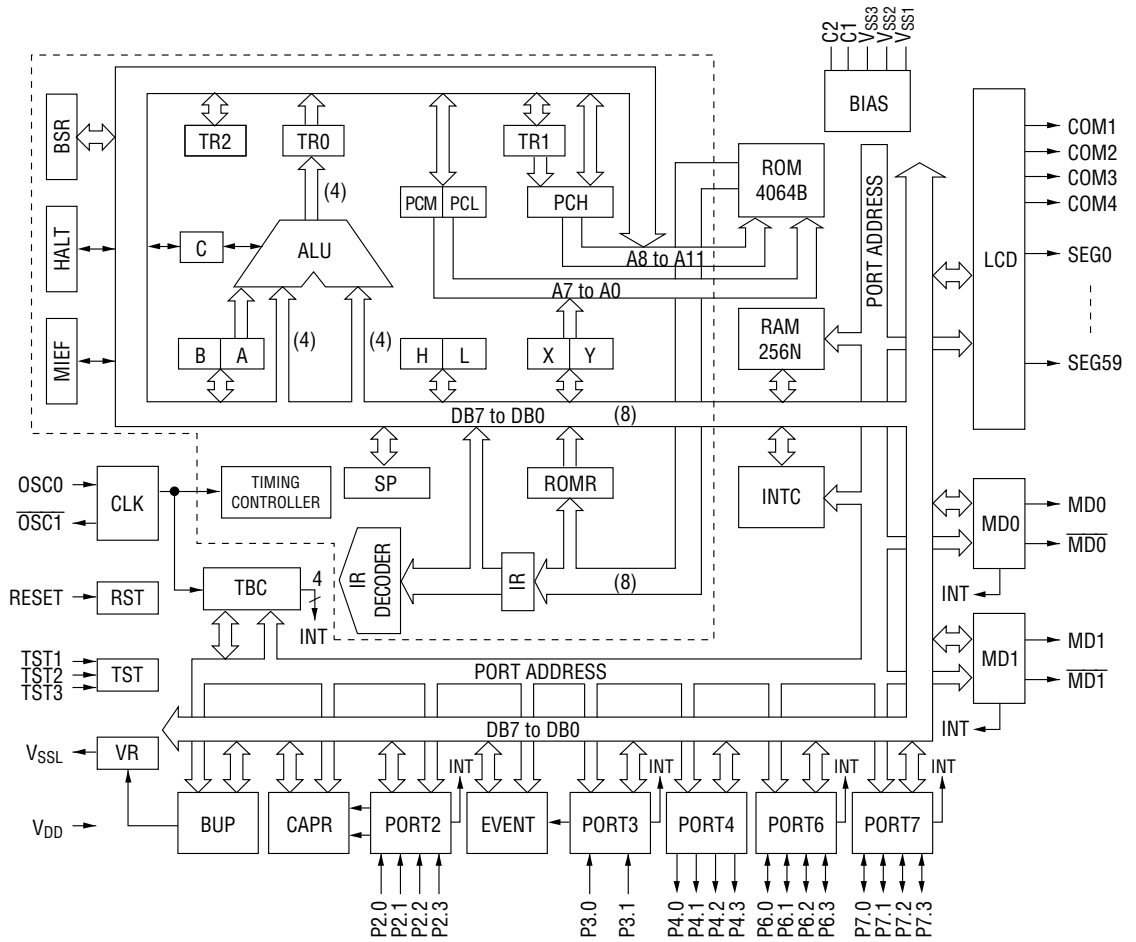 C2
C1
VSS3
VSS2
VSS1
BIAS
BSR
HALT
MIEF
TR2
TR0
TR1
(4)
C
ALU
PCM
PCL
PCH
ROM
4064B
A8 to A11
A7 to A0
PORT ADDRESS
LCD
COM1
COM2
COM3
COM4
SEG0
SEG59
B
A
(4)
(4)
H
L
X
Y
RAM
256N
DB7 to DB0
(8)
SP
ROMR
INTC
OSC0
OSC1
CLK
TIMING
CONTROLLER
IR
DECODER
IR
(8)
TBC
4
INT
RESET
RST
TST1
TST2
TST3
TST
MD0
MD0
MD0
INT
MD1
MD1
MD1
INT
PORT ADDRESS
DB7 to DB0
VSSL
VR
VDD
BUP
CAPR
PORT2
INT
EVENT
PORT3
INT
PORT4
PORT6
INT
PORT7
INT
P2.0
P2.1
P2.2
P2.3
P3.0
P3.1
P4.0
P4.1
P4.2
P4.3
P6.0
P6.1
P6.2
P6.3
P7.0
P7.1
P7.2
P7.3